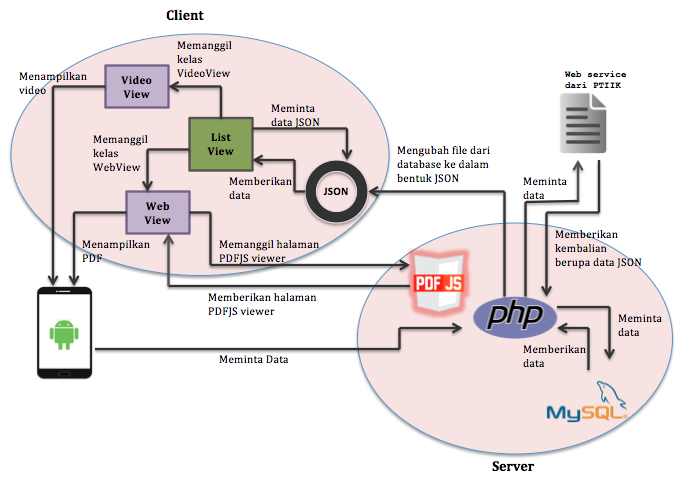 Client
Memanggil
kelas
VideoView
Menampilkan
video
Video
View
Web service
dari PTIIK
Meminta
data JSON
List
View
Memanggil
kelas
WebView
Mengubah file dari
database ke dalam
bentuk JSON
Memberikan
data
JSON
Meminta
data
Web
View
Menampilkan
PDF
Memanggil halaman
PDFJS viewer
Memberikan
kembalian
berupa data JSON
PDF JS
Memberikan halaman
PDFJS viewer
php
Meminta
data
Memberikan
data
Meminta Data
MySQL
Server